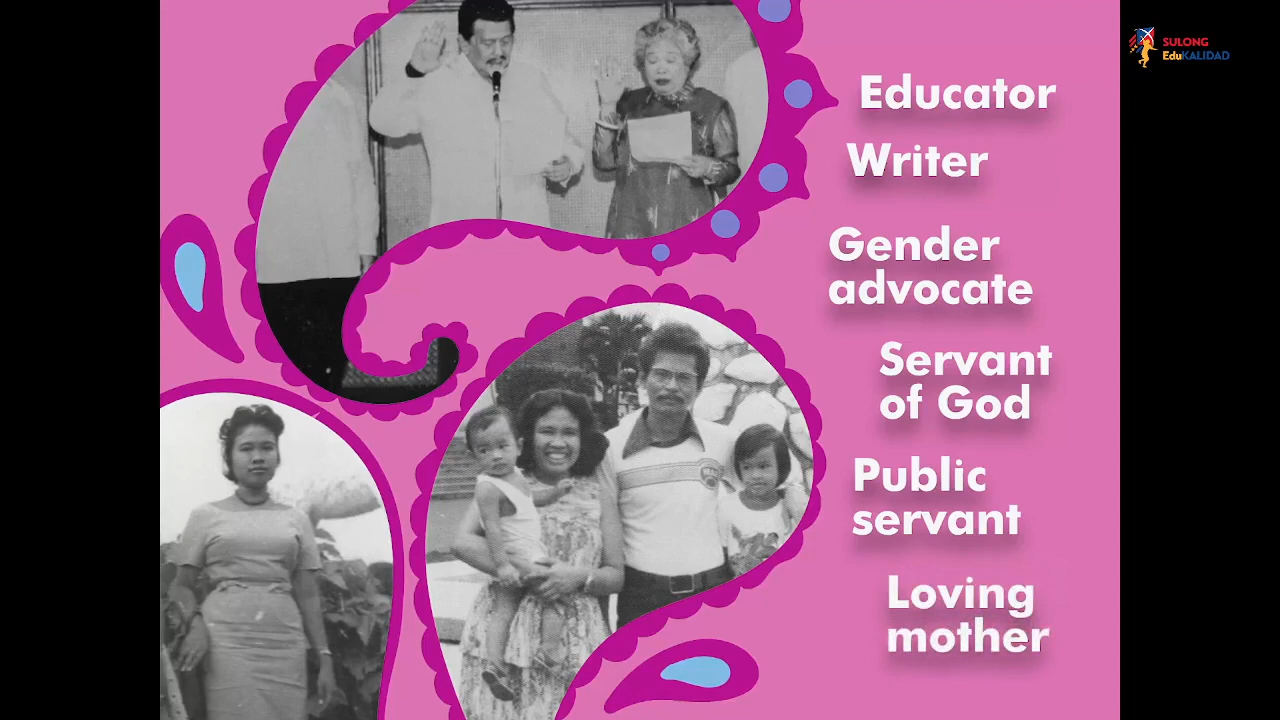 SULONG
EduKALIDAD
Educator
Writer
Gender
advocate
Servant
of God
Public
servant
Loving
mother